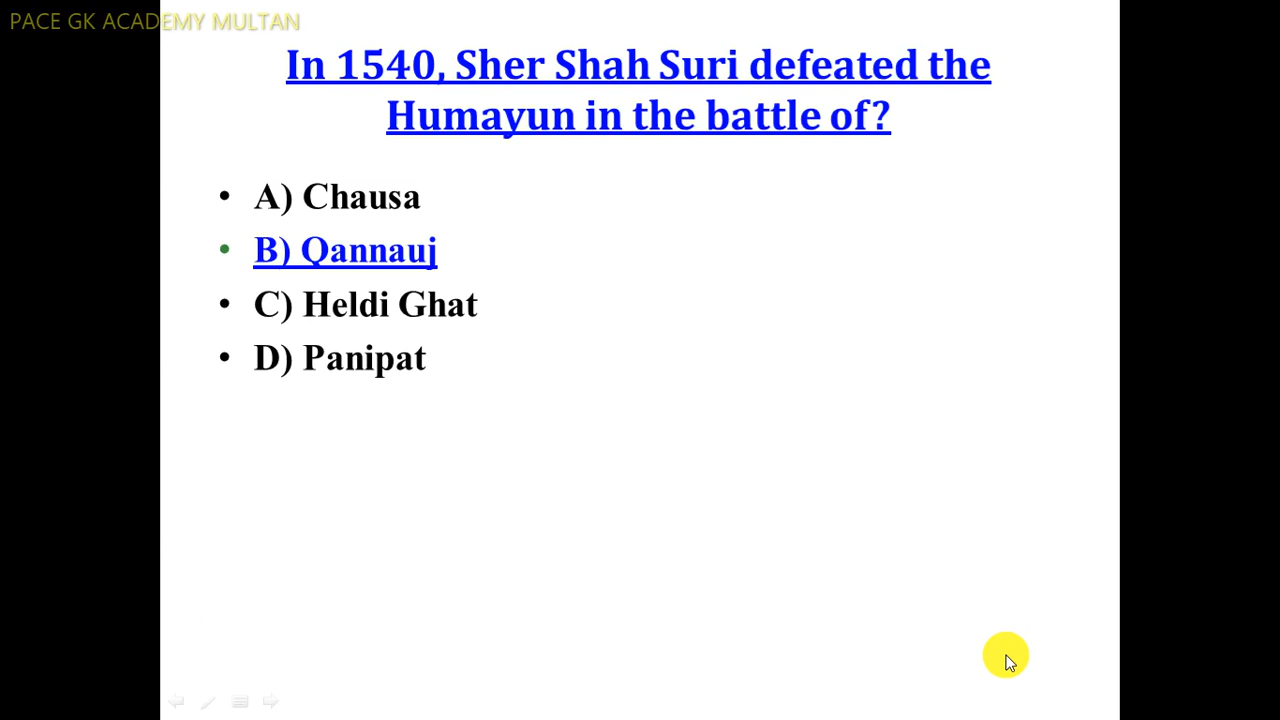 PACE GK ACADEMY MULTAN
In 1540, Sher Shah Suri defeated the
Humayun in the battle of?
• A) Chausa
• B) Qannauj
• C) Heldi Ghat
• D) Panipat